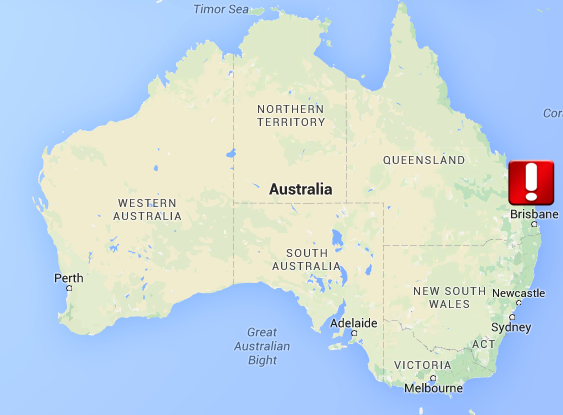 Timor Sea
Cor
NORTHERN
TERRITORY
QUEENSLAND
Australia
WESTERN
AUSTRALIA
!
Brisbane
SOUTH
AUSTRALIA
Perth
NEW SOUTH
WALES
Newcastle
Adelaide
Sydney
Great
Australian
Bight
ACT
VICTORIA
Melbourne